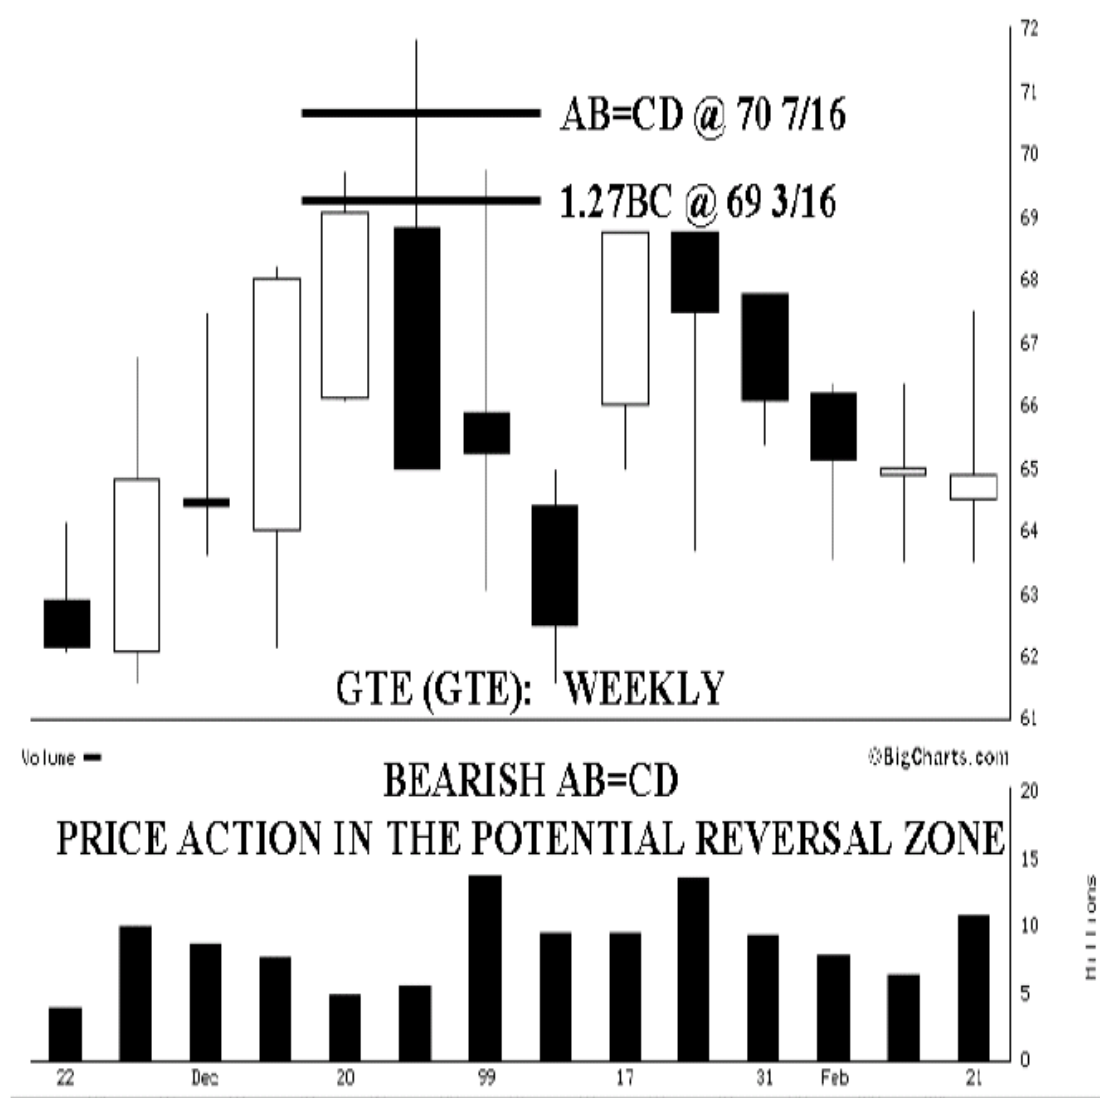 72
71
AB=CD @ 70 7/16
70
1.27BC @ 69 3/16
69
68
67
66
65
64
63
62
GTE (GTE): WEEKLY
61
Volume
©BigCharts.com
BEARISH AB=CD
20
PRICE ACTION IN THE POTENTIAL REVERSAL ZONE
15
Millions
10
5
0
22 Dec 20 99 17 31 Feb 21